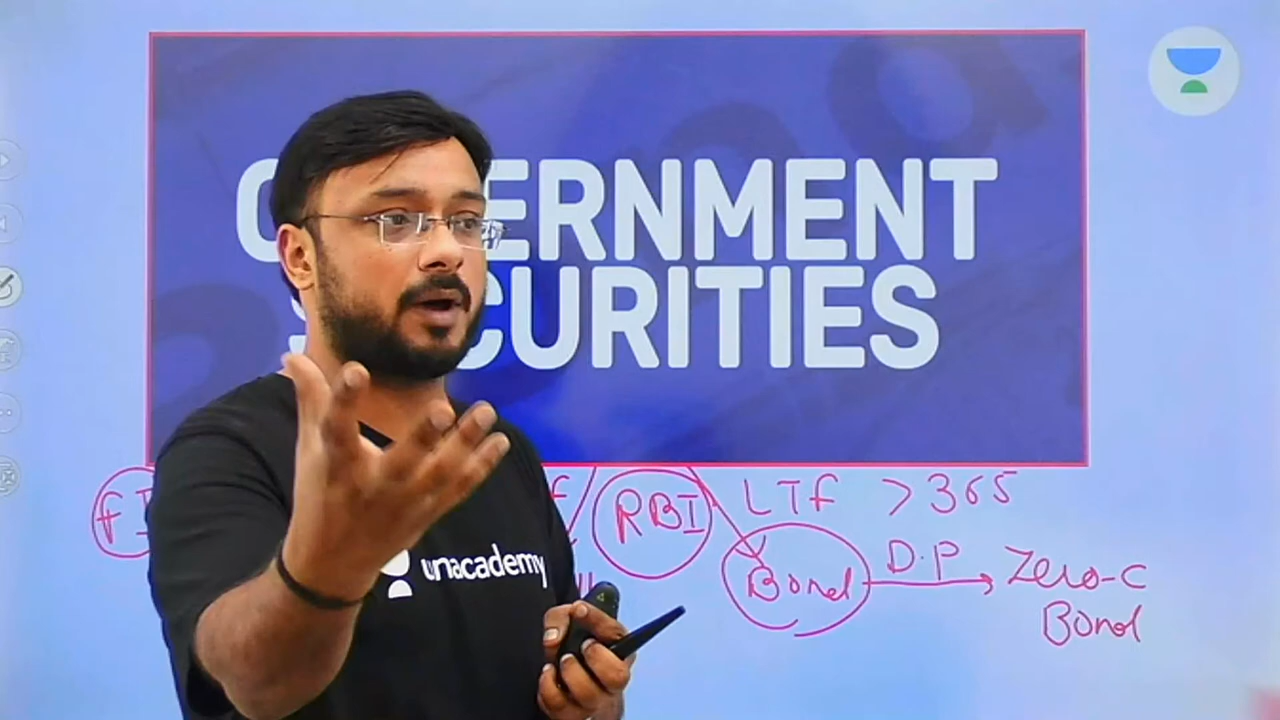 ERNMENT
CURITIES
RBI
LTF >365
Bond
D.P
Zero-C
Bond
unacademy